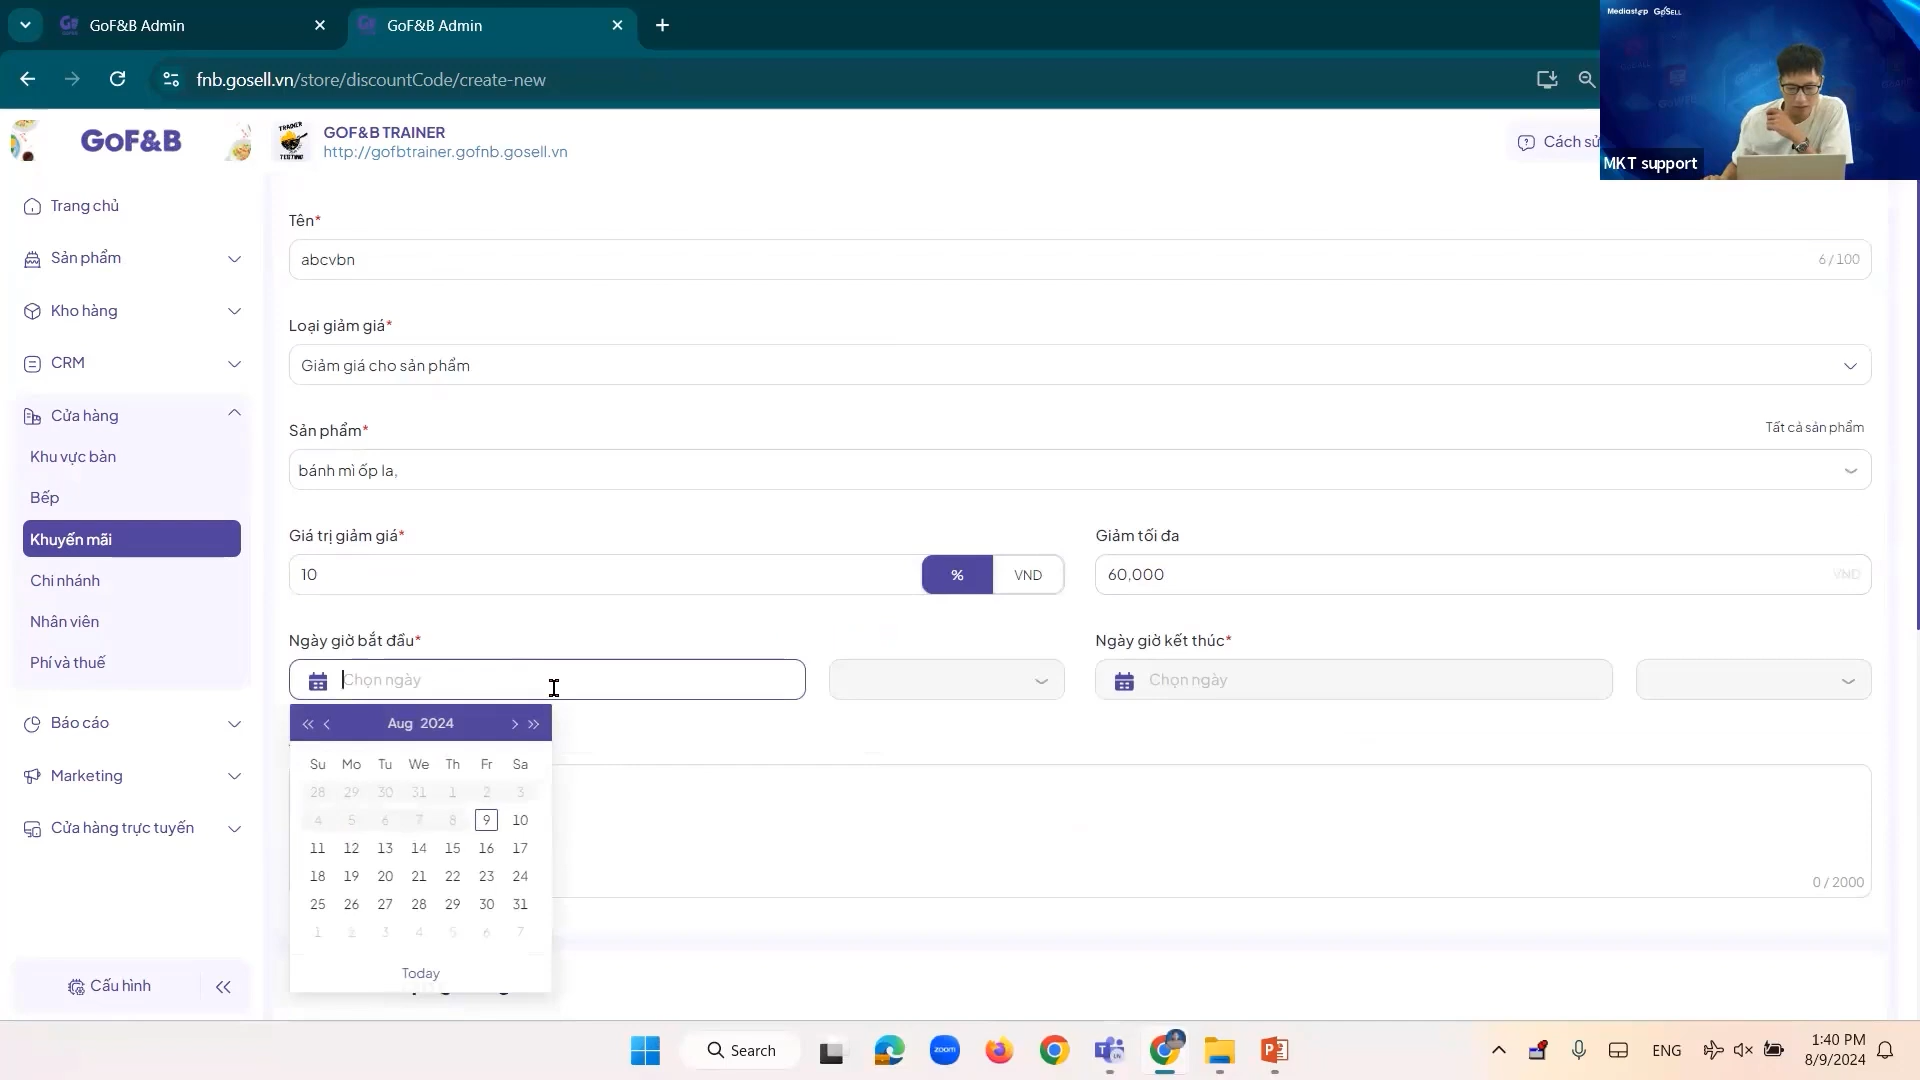 GoF&B Admin
GoF&B Admin
fnb.gosell.vn/store/discountCode/create-new
Mediastep GoSELL
MKT support
GoF&B
GOF&B TRAINER
http://gofbtrainer.gofnb.gosell.vn
Cách sử
Trang chủ
Sản phẩm
Kho hàng
CRM
Cửa hàng
Khu vực bàn
Bếp
Khuyến mãi
Chi nhánh
Nhân viên
Phí và thuế
Báo cáo
Marketing
Cửa hàng trực tuyến
Cấu hình
Tên*
abcvbn
6 / 100
Loại giảm giá*
Giảm giá cho sản phẩm
Sản phẩm*
Tất cả sản phẩm
bánh mì ốp la,
Giá trị giảm giá*
Giảm tối đa
10
%
VND
60,000
VND
Ngày giờ bắt đầu*
Ngày giờ kết thúc*
Chọn ngày
Chọn ngày
Aug 2024
Su Mo Tu We Th Fr Sa
28 29 30 31 1 2 3
4 5 6 7 8 9 10
11 12 13 14 15 16 17
18 19 20 21 22 23 24
25 26 27 28 29 30 31
1 2 3 4 5 6 7
Today
0 / 2000
Search
zoom
ENG
1:40 PM
8/9/2024